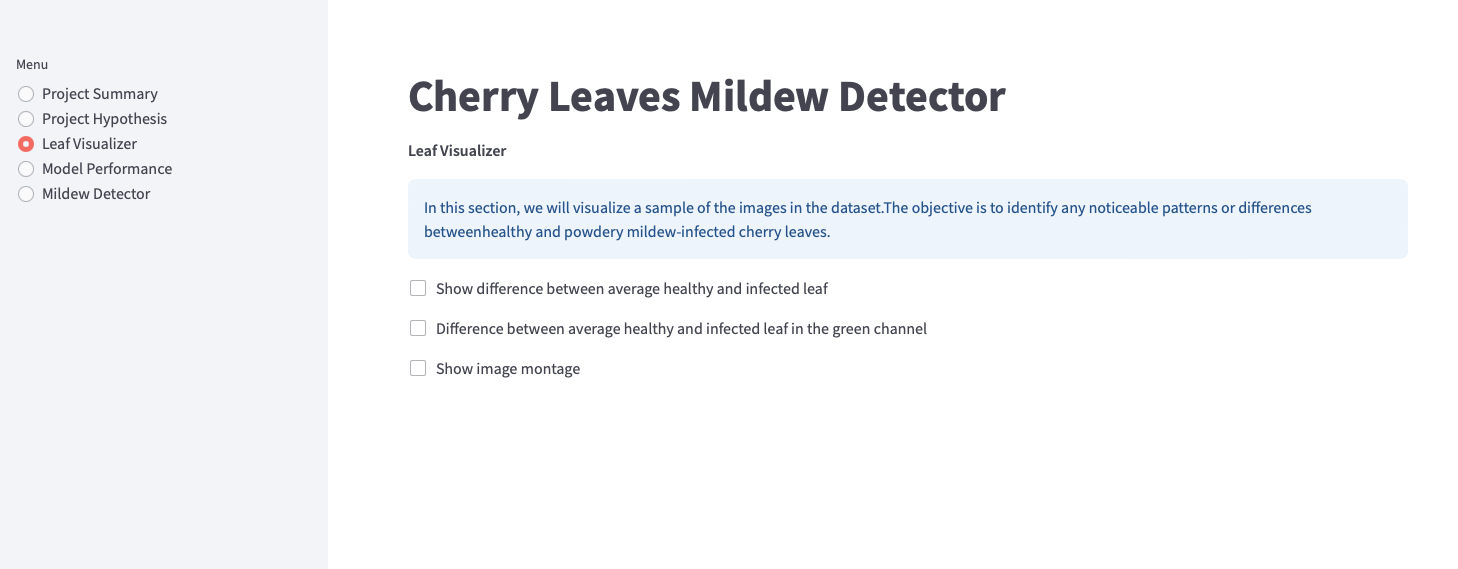 Menu
Project Summary
Project Hypothesis
Leaf Visualizer
Model Performance
Mildew Detector
Cherry Leaves Mildew Detector
Leaf Visualizer
In this section, we will visualize a sample of the images in the dataset.The objective is to identify any noticeable patterns or differences
betweenhealthy and powdery mildew-infected cherry leaves.
Show difference between average healthy and infected leaf
Difference between average healthy and infected leaf in the green channel
Show image montage